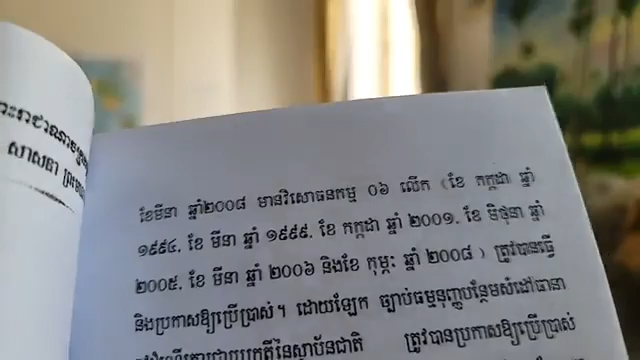 ខែមីនា ឆ្នាំ២០០៨ មានវិសោធនកម្ម ០៦ លើក (ខែ កក្កដា ឆ្នាំ
១៩៩៤, ខែ មីនា ឆ្នាំ ១៩៩៩, ខែ កក្កដា ឆ្នាំ ២០០១, ខែ មិថុនា ឆ្នាំ
២០០៥, ខែ មីនា ឆ្នាំ ២០០៦ និងខែ កុម្ភៈ ឆ្នាំ ២០០៨ ) ត្រូវបានធ្វើ
និងប្រកាសឱ្យប្រើប្រាស់។ ដោយឡែក ច្បាប់ធម្មនុញ្ញបន្ថែមសំដៅធានា
នៃស្ថាប័នជាតិ ត្រូវបានប្រកាសឱ្យប្រើប្រាស់